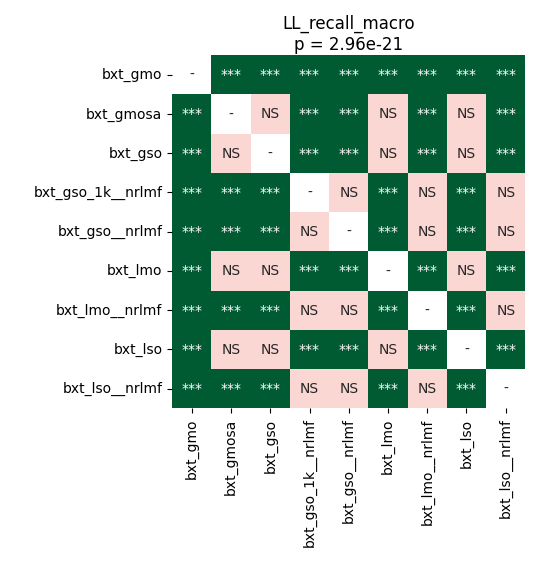 LL_recall_macro
p = 2.96e-21
bxt_gmo - *** *** *** *** *** *** *** ***
bxt_gmosa *** - NS *** *** NS *** NS ***
bxt_gso *** NS - *** *** NS *** NS ***
bxt_gso_1k__nrlmf *** *** *** - NS *** NS *** NS
bxt_gso__nrlmf *** *** *** NS - *** NS *** NS
bxt_lmo *** NS NS *** *** - *** NS ***
bxt_lmo__nrlmf *** *** *** NS NS *** - *** NS
bxt_lso *** NS NS *** *** NS *** - ***
bxt_lso__nrlmf *** *** *** NS NS *** NS *** -
bxt_gmo
bxt_gmosa
bxt_gso
bxt_gso_1k__nrlmf
bxt_gso__nrlmf
bxt_lmo
bxt_lmo__nrlmf
bxt_lso
bxt_lso__nrlmf